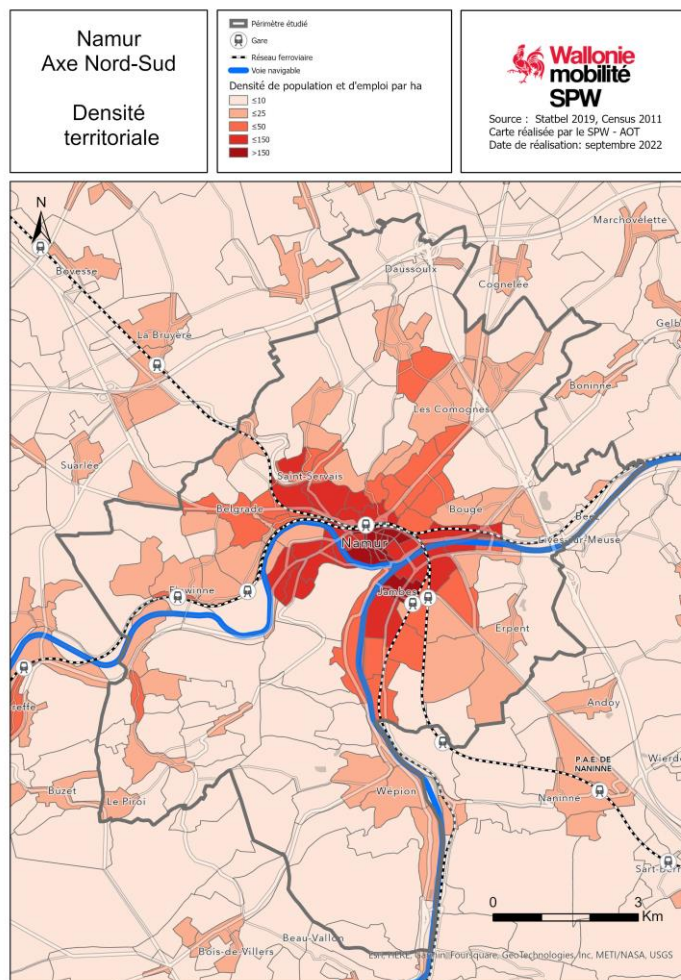 Namur
Axe Nord-Sud
Densité
territoriale
Périmètre étudié
Gare
Réseau ferroviaire
Voie navigable
Densité de population et d'emploi par ha
≤10
≤25
≤50
≤150
>150
Wallonie
mobilité
SPW
Source : Statbel 2019, Census 2011
Carte réalisée par le SPW - AOT
Date de réalisation: septembre 2022
N
Marchovelette
Bovesse
Daussoulx
Cognelée
La Bruyère
Gelb
Boninne
Les Comognes
Suarlée
Saint-Servais
Belgrade
Bouge
Beez
Namur
Lives-sur-Meuse
Flawinne
Jambes
Erpent
reffe
Andoy
P.A.E. DE
NANINNE
Wierde
Wépion
Buzet
Le Piroi
Naninne
Sart-Bern
0
3
Km
Beau-Vallon
Bois-de-Villers
Esri, HERE, Garmin, Foursquare, GeoTechnologies, Inc, METI/NASA, USGS